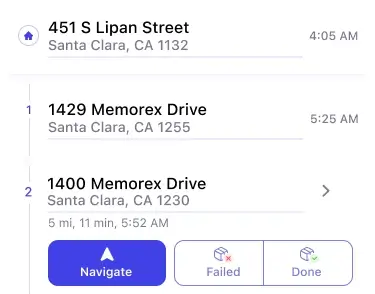 451 S Lipan Street
Santa Clara, CA 1132
4:05 AM
1
1429 Memorex Drive
Santa Clara, CA 1255
5:25 AM
2
1400 Memorex Drive
Santa Clara, CA 1230
5 mi, 11 min, 5:52 AM
Navigate
Failed
Done